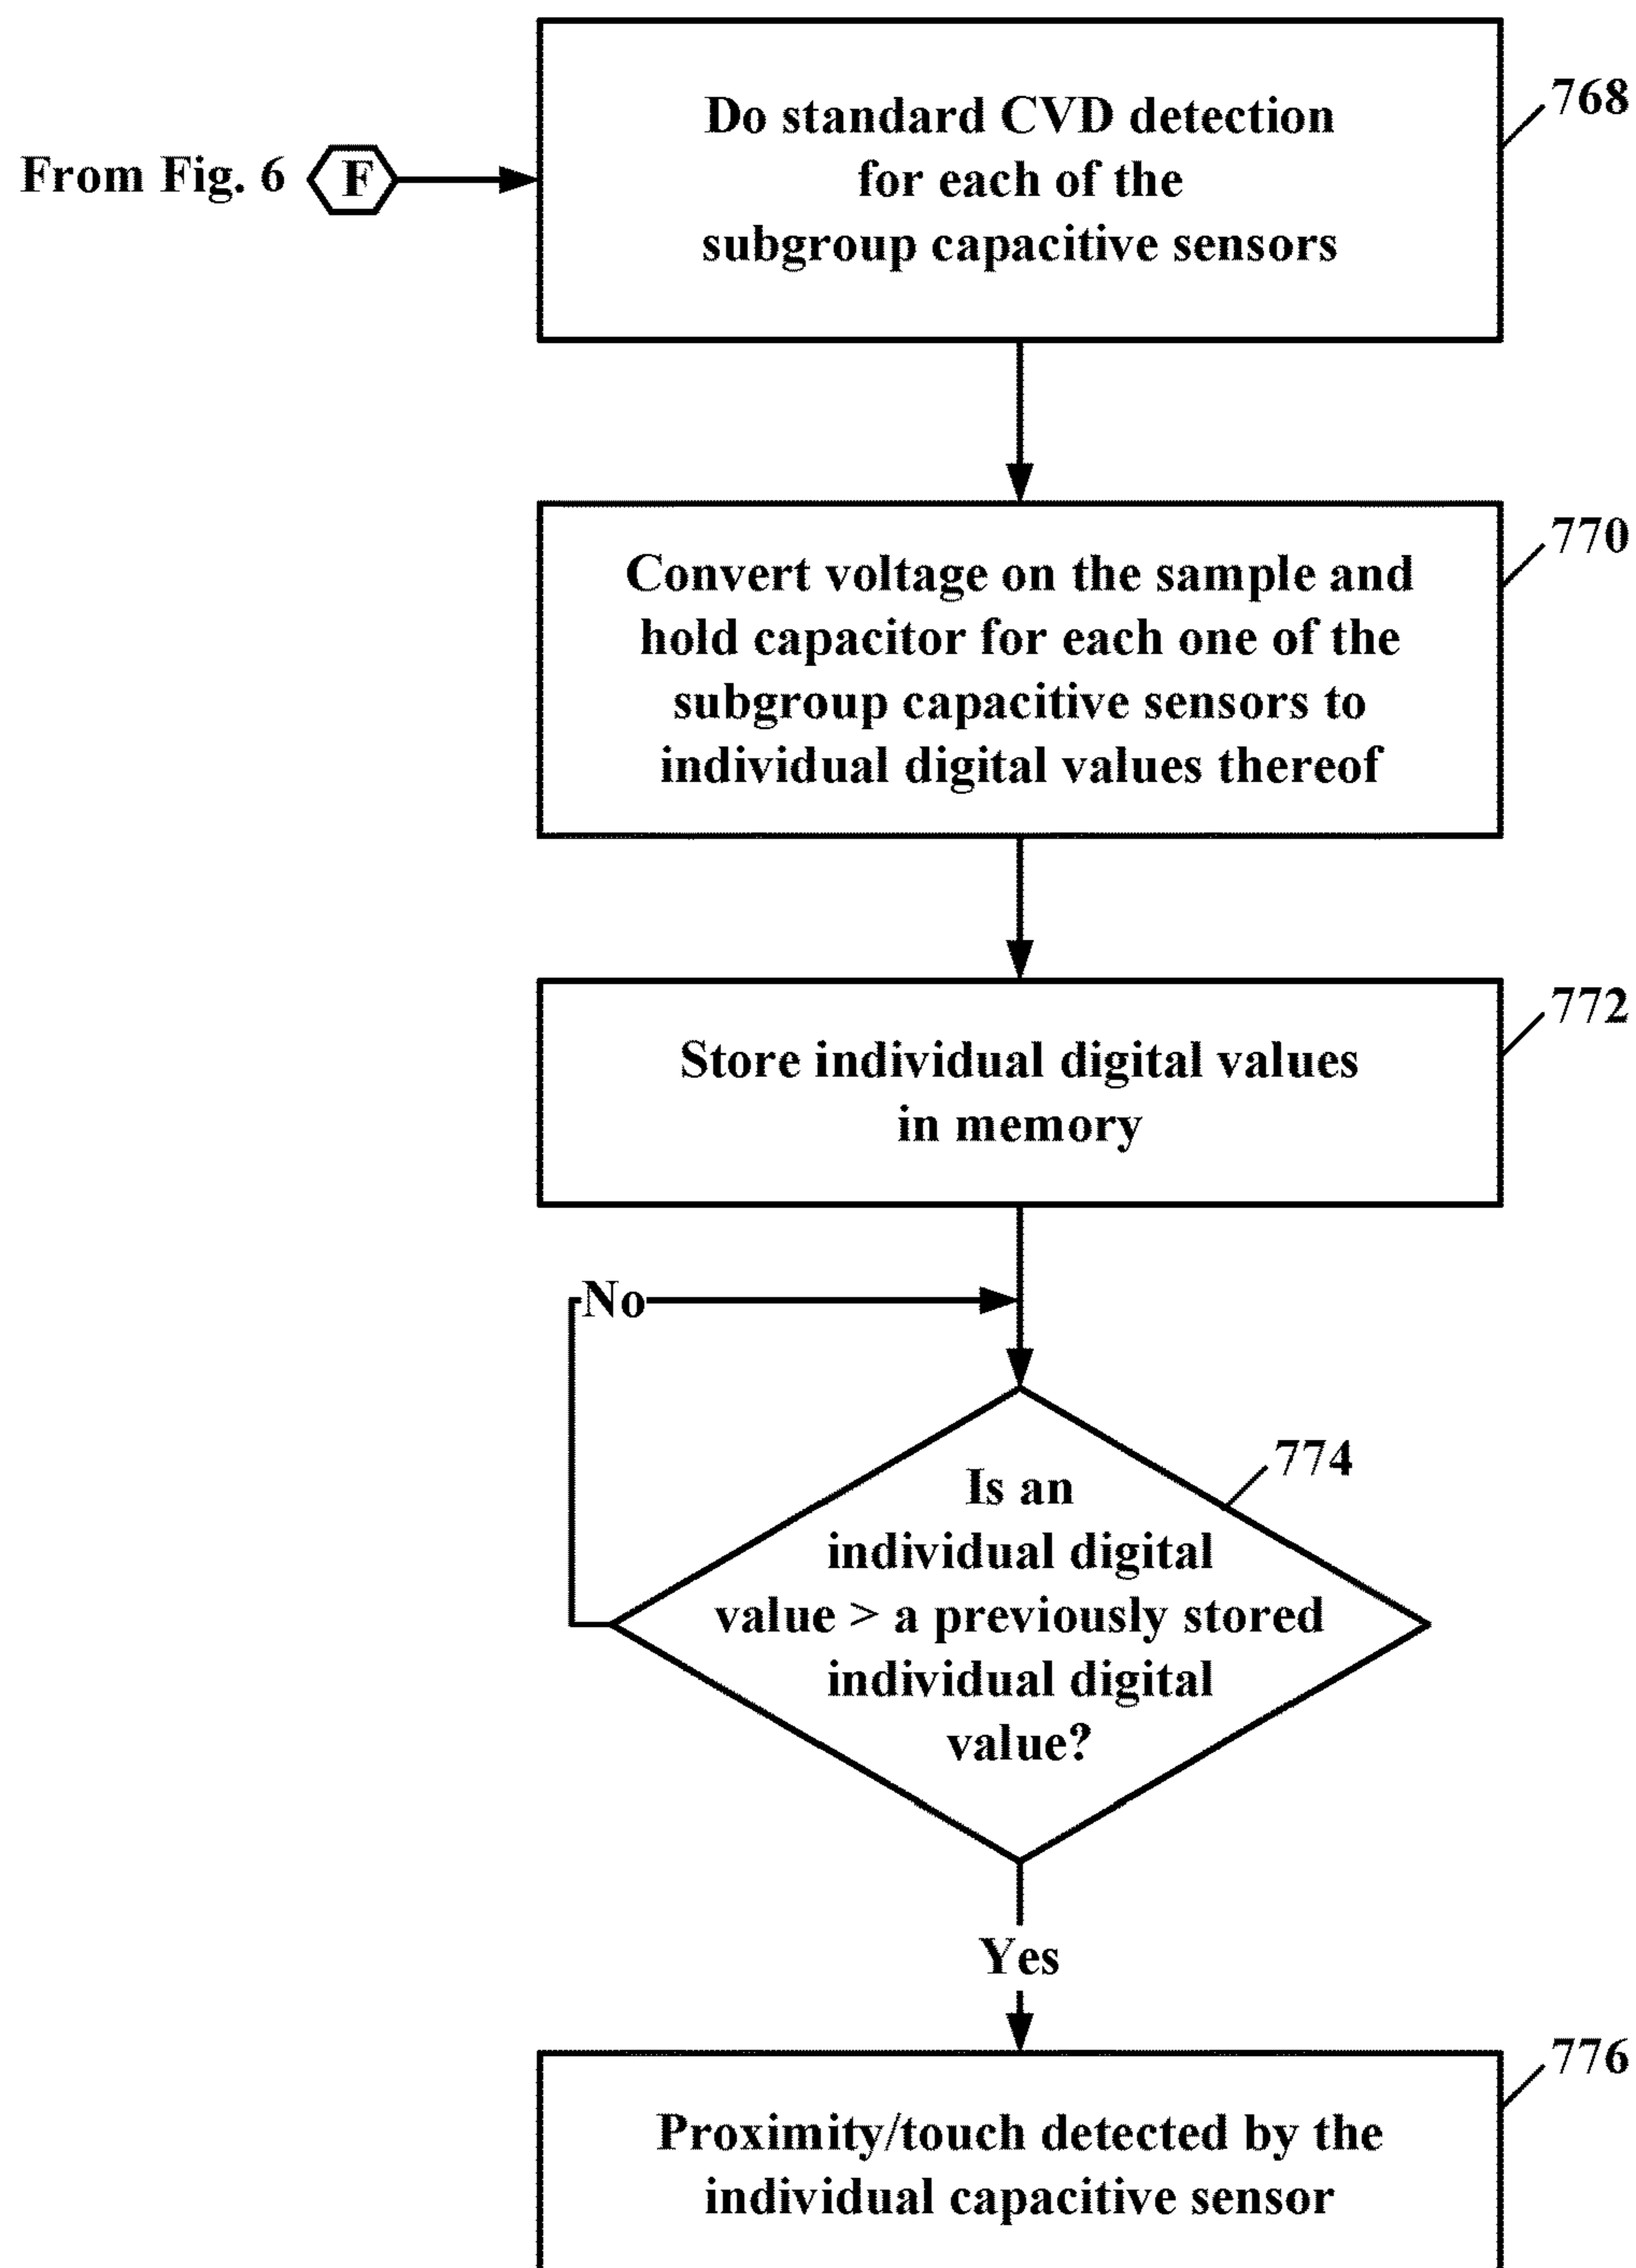 Do standard CVD detection
for each of the
subgroup capacitive sensors
768
From Fig. 6 F
Convert voltage on the sample and
hold capacitor for each one of the
subgroup capacitive sensors to
individual digital values thereof
770
Store individual digital values
in memory
772
No
Is an
individual digital
value > a previously stored
individual digital
value?
774
Yes
Proximity/touch detected by the
individual capacitive sensor
776